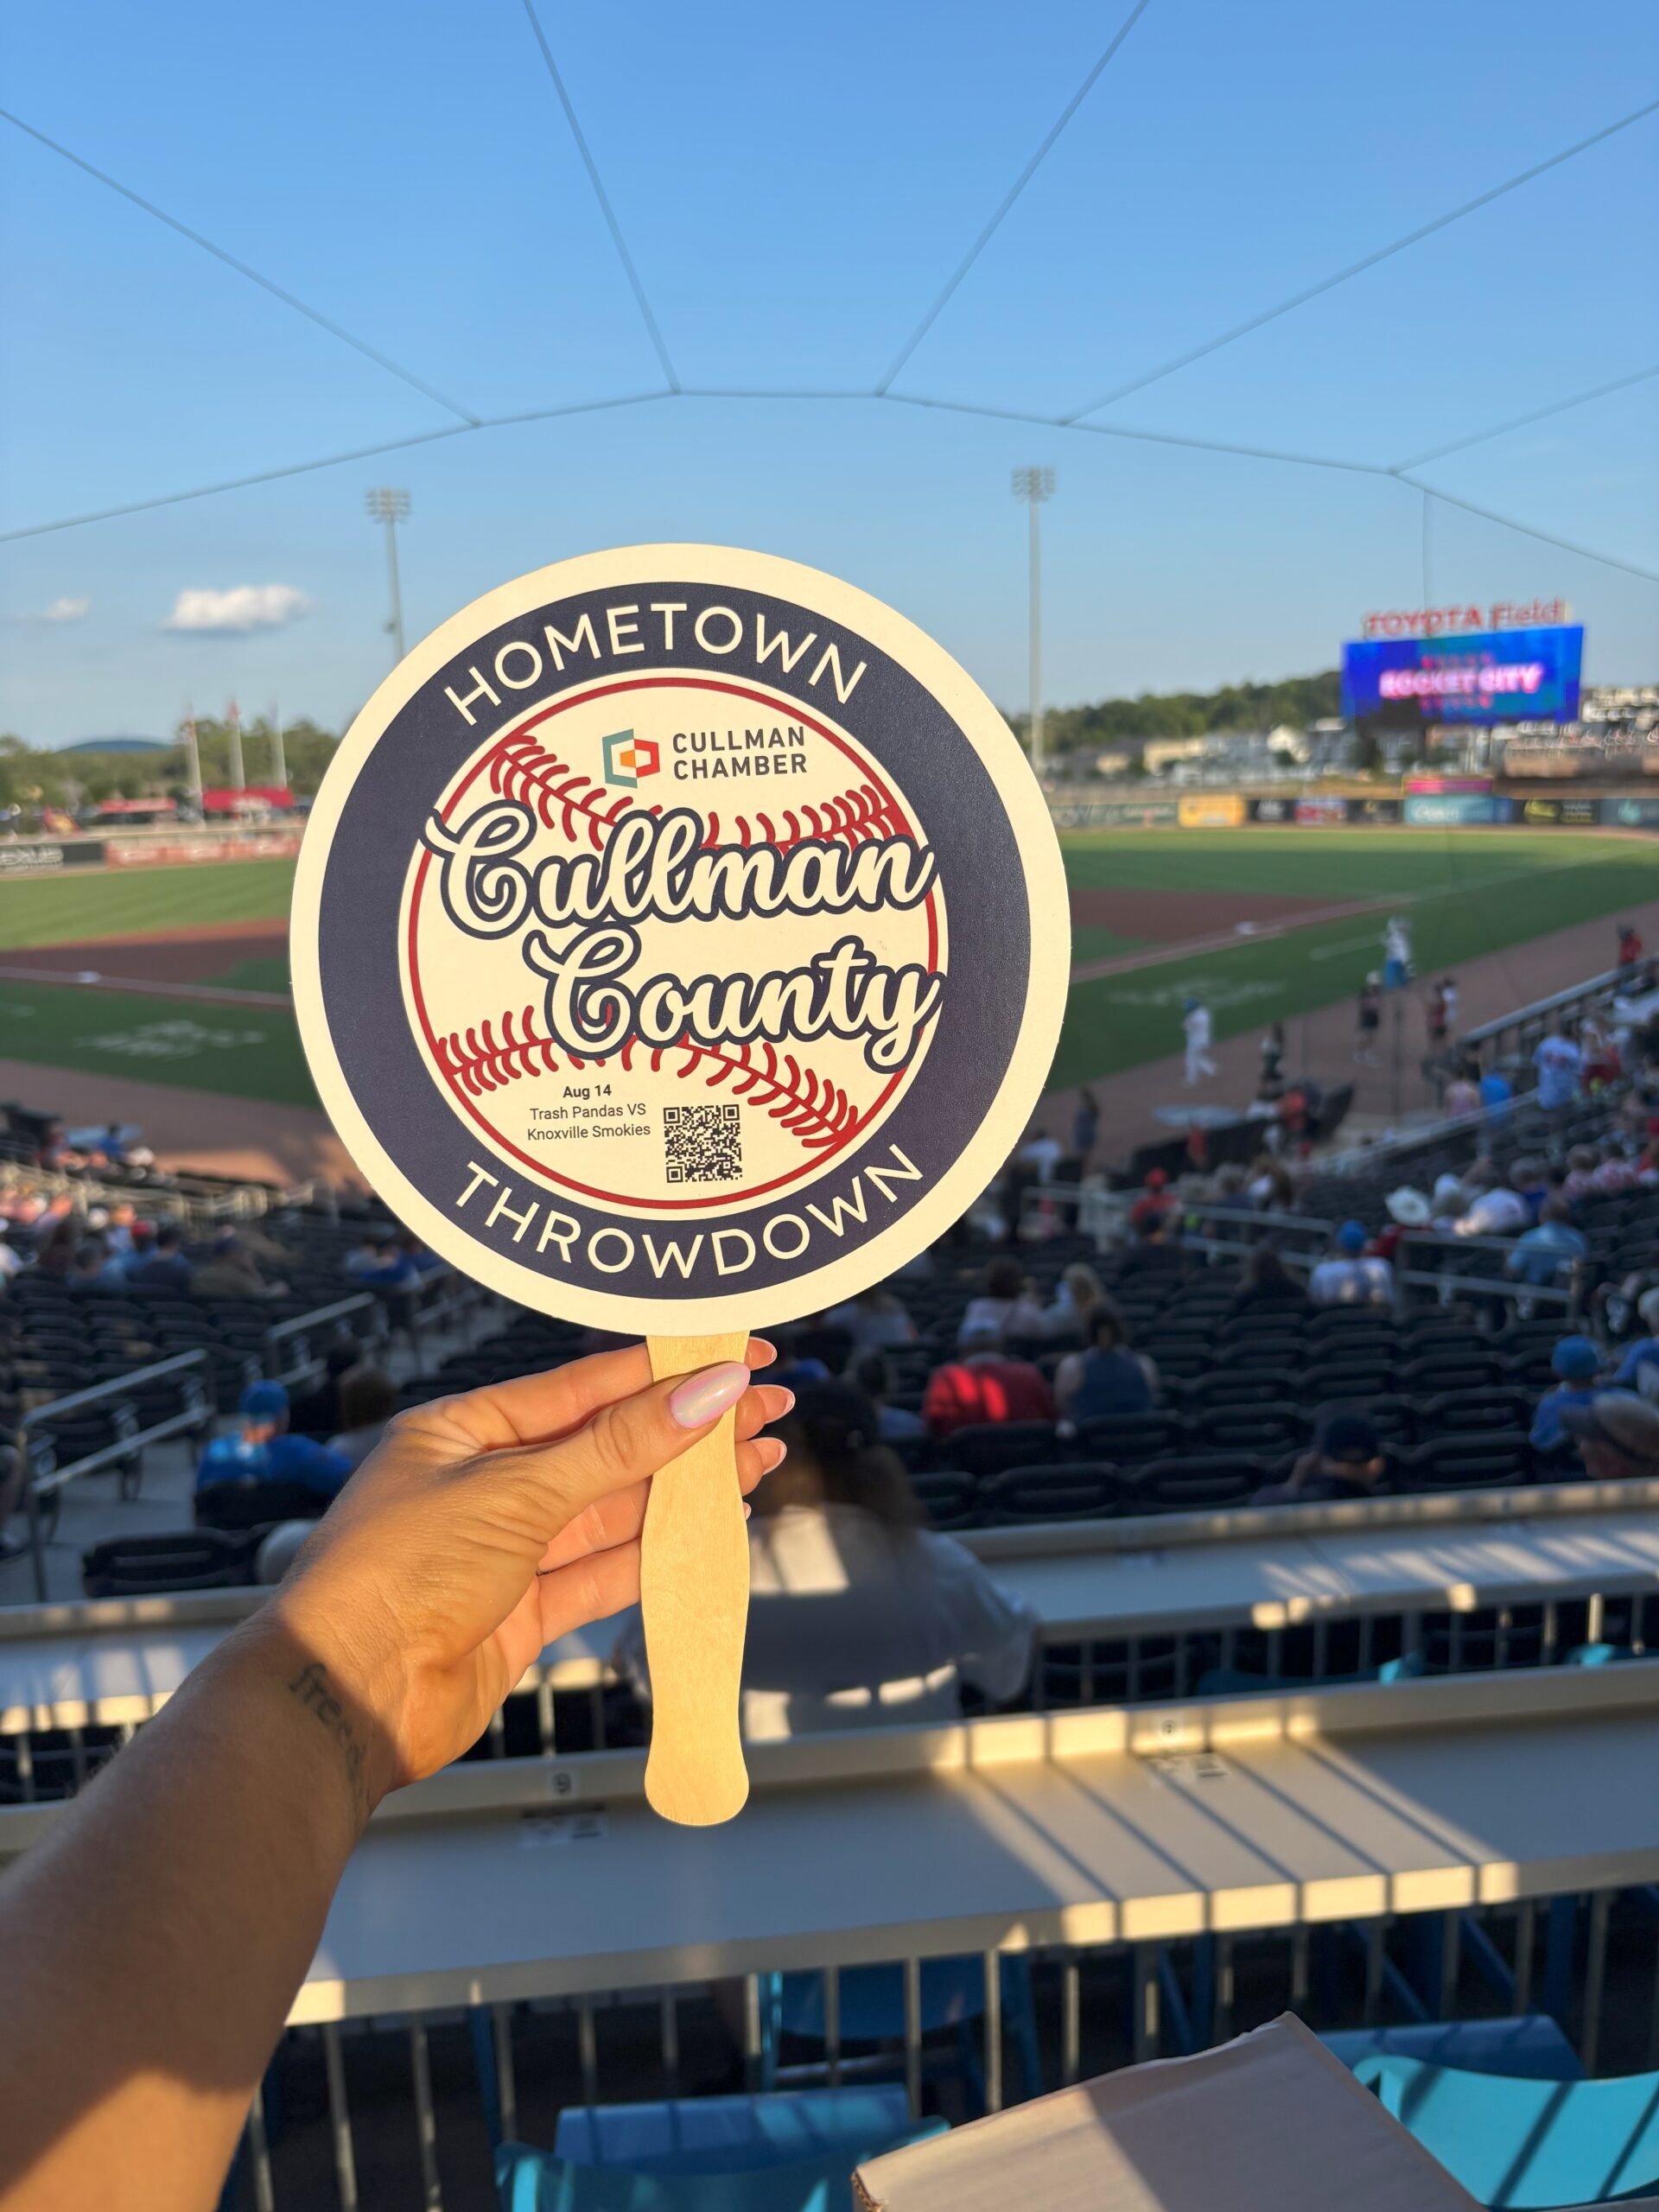 HOMETOWN
CULLMAN
CHAMBER
Cullman
County
Aug 14
Trash Pandas VS
Knoxville Smokies
THROWDOWN
TOYOTA Field
ROCKET CITY